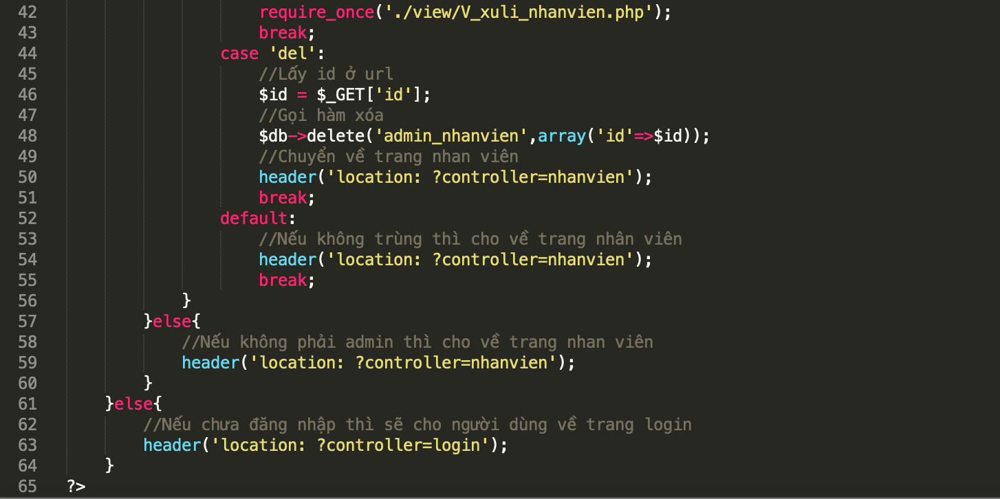 42 require_once('./view/V_xuli_nhanvien.php');
43 break;
44 case 'del':
45 //Lấy id ở url
46 $id = $_GET['id'];
47 //Gọi hàm xóa
48 $db->delete('admin_nhanvien',array('id'=>$id));
49 //Chuyển về trang nhan viên
50 header('location: ?controller=nhanvien');
51 break;
52 default:
53 //Nếu không trùng thì cho về trang nhân viên
54 header('location: ?controller=nhanvien');
55 break;
56 }
57 }else{
58 //Nếu không phải admin thì cho về trang nhan viên
59 header('location: ?controller=nhanvien');
60 }
61 }else{
62 //Nếu chưa đăng nhập thì sẽ cho người dùng về trang login
63 header('location: ?controller=login');
64 }
65 ?>